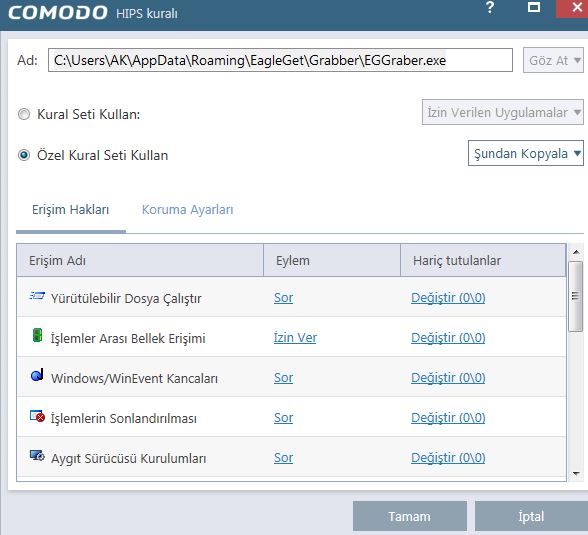 COMODO HIPS kuralı ?
Ad: C:\Users\AK\AppData\Roaming\EagleGet\Grabber\EGGraber.exe Göz At
Kural Seti Kullan: İzin Verilen Uygulamalar
Özel Kural Seti Kullan Şundan Kopyala
Erişim Hakları Koruma Ayarları
Erişim Adı Eylem Hariç tutulanlar
Yürütülebilir Dosya Çalıştır Sor Değiştir (0\0)
İşlemler Arası Bellek Erişimi İzin Ver Değiştir (0\0)
Windows/WinEvent Kancaları Sor Değiştir (0\0)
İşlemlerin Sonlandırılması Sor Değiştir (0\0)
Aygıt Sürücüsü Kurulumları Sor Değiştir (0\0)
Tamam İptal